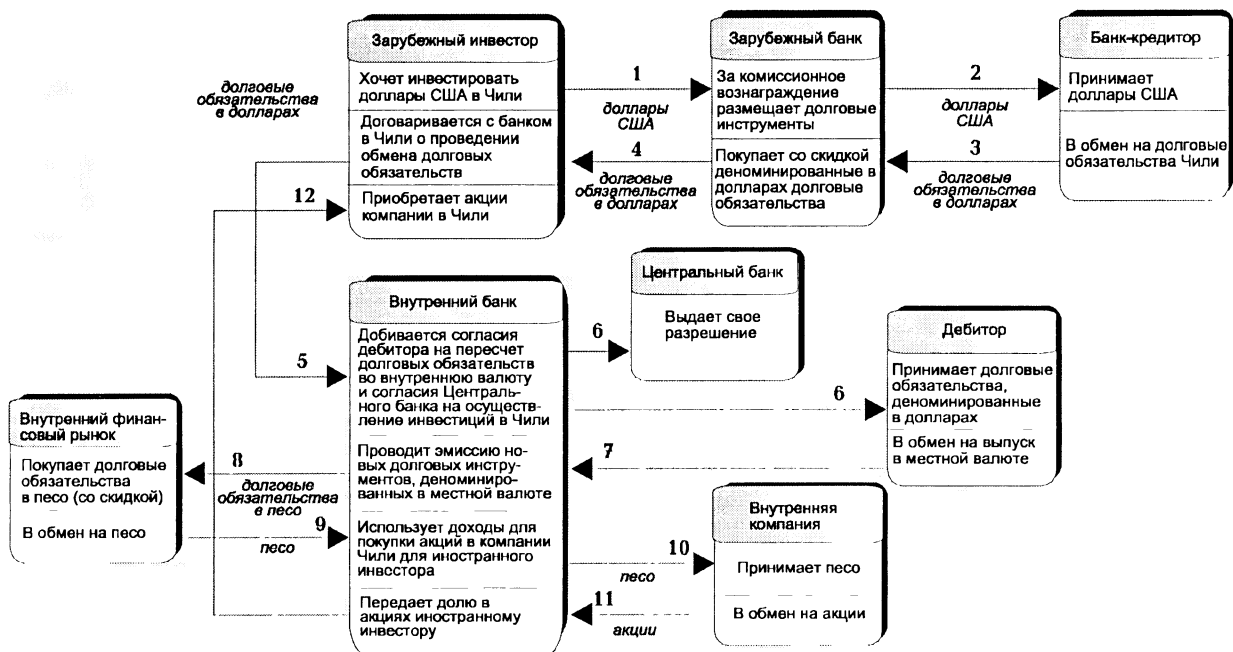 Зарубежный инвестор
Хочет инвестировать
доллары США в Чили
Договаривается с банком
в Чили о проведении
обмена долговых
обязательств
Приобретает акции
компании в Чили
долговые
обязательства
в долларах
1
доллары
США
4
долговые
обязательства
в долларах
Зарубежный банк
За комиссионное
вознаграждение
размещает долговые
инструменты
Покупает со скидкой
деноминированные в
долларах долговые
обязательства
2
доллары
США
3
долговые
обязательства
в долларах
Банк-кредитор
Принимает
доллары США
В обмен на долговые
обязательства Чили
12
5
Внутренний банк
Добивается согласия
дебитора на пересчет
долговых обязательств
во внутреннюю валюту
и согласия Централь-
ного банка на осущест-
вление инвестиций в Чили
Проводит эмиссию но-
вых долговых инстру-
ментов, деноминиро-
ванных в местной валюте
Использует доходы для
покупки акций в компании
Чили для иностранного
инвестора
Передает долю в
акциях иностранному
инвестору
6
Центральный банк
Выдает свое
разрешение
6
7
Дебитор
Принимает долговые
обязательства,
деноминированные
в долларах
В обмен на выпуск
в местной валюте
Внутренний финан-
совый рынок
Покупает долговые
обязательства
в песо (со скидкой)
В обмен на песо
8
долговые
обязательства
в песо
9
песо
10
песо
11
акции
Внутренняя
компания
Принимает песо
В обмен на акции